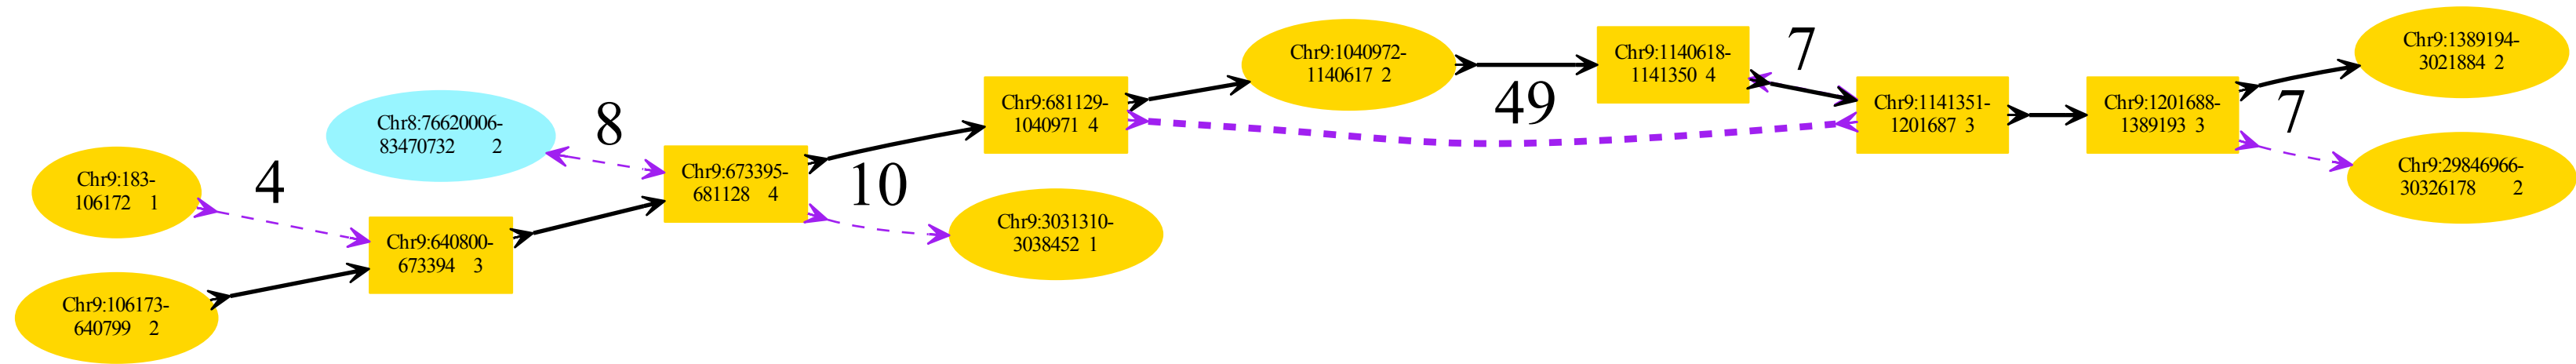 Chr9:183-
106172 1
4
Chr9:106173-
640799 2
Chr9:640800-
673394 3
Chr8:76620006-
83470732 2
8
Chr9:673395-
681128 4
10
Chr9:3031310-
3038452 1
Chr9:681129-
1040971 4
Chr9:1040972-
1140617 2
49
Chr9:1140618-
1141350 4
7
Chr9:1141351-
1201687 3
Chr9:1201688-
1389193 3
7
Chr9:1389194-
3021884 2
Chr9:29846966-
30326178 2